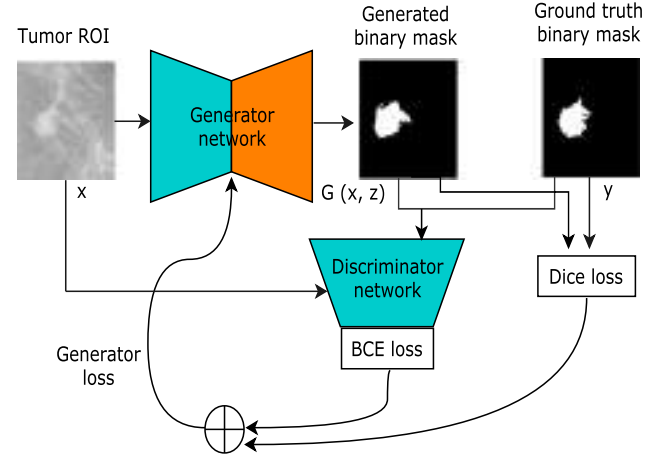 Tumor ROI
Generated
binary mask
Ground truth
binary mask
Generator
network
x
G (x, z)
y
Discriminator
network
Dice loss
BCE loss
Generator
loss